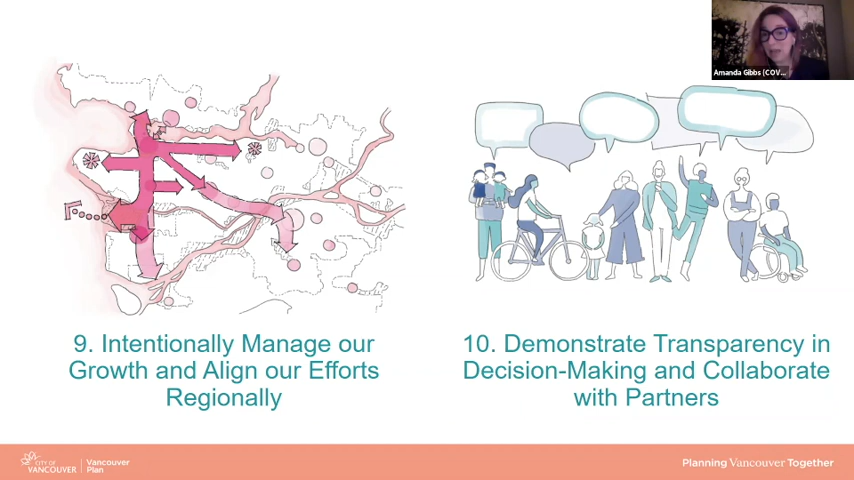 Amanda Gibbs (COV...
9. Intentionally Manage our
Growth and Align our Efforts
Regionally
10. Demonstrate Transparency in
Decision-Making and Collaborate
with Partners
CITY OF
VANCOUVER
Vancouver
Plan
Planning Vancouver Together